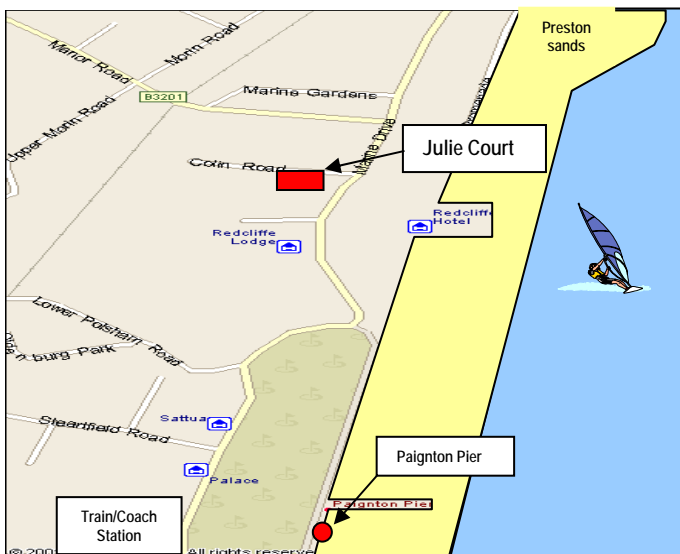 Preston
sands
Morin Road
Manor Road
B3201
Marine Gardens
Upper Morin Road
Marine Drive
Julie Court
Colin Road
Redcliffe
Hotel
Redcliffe
Lodge
Lower Polsham Road
burg Park
Steartfield Road
Sattua
Palace
Paignton Pier
Paignton Pier
Train/Coach
Station
All rights reserve